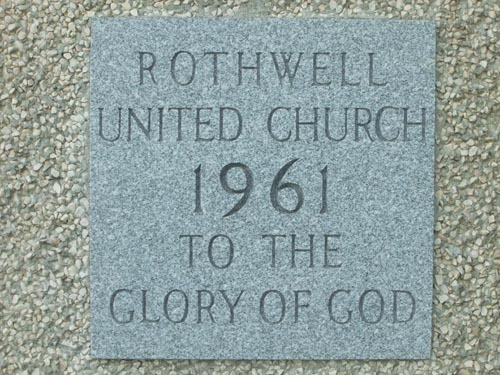 ROTHWELL
UNITED CHURCH
1961
TO THE
GLORY OF GOD